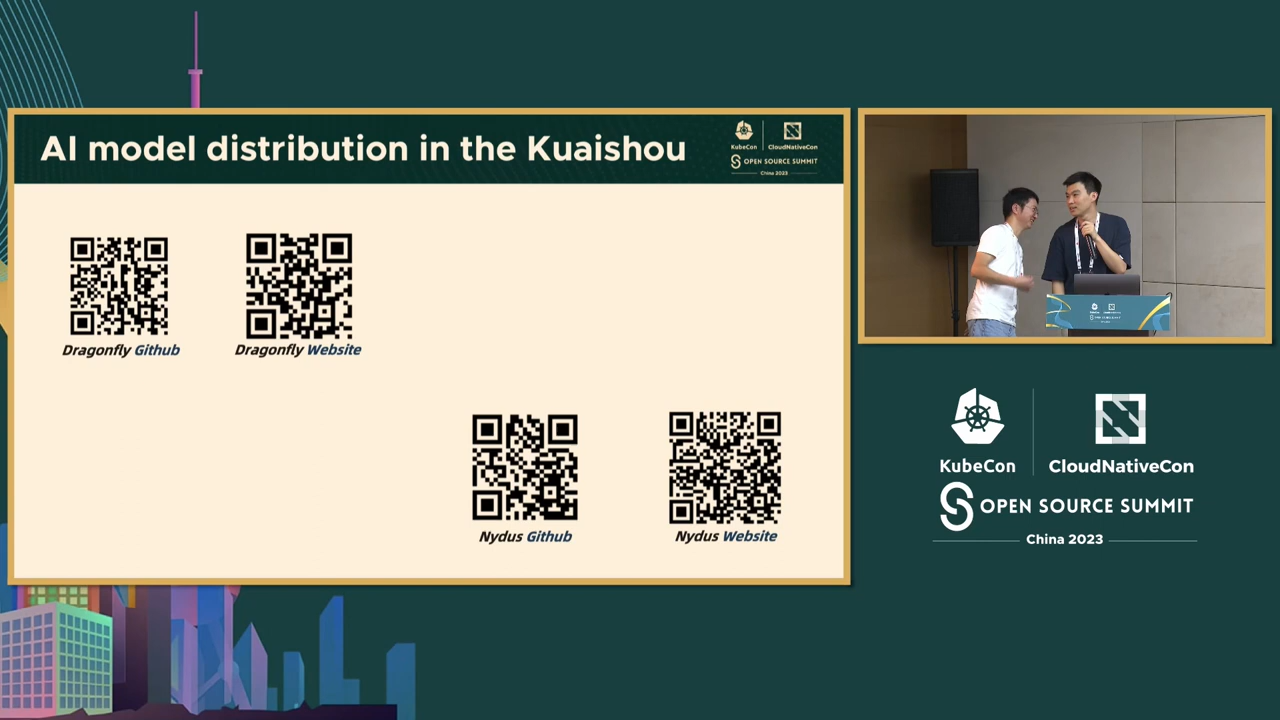 AI model distribution in the Kuaishou
KubeCon
CloudNativeCon
OPEN SOURCE SUMMIT
China 2023
Dragonfly Github
Dragonfly Website
Nydus Github
Nydus Website
KubeCon
CloudNativeCon
OPEN SOURCE SUMMIT
China 2023